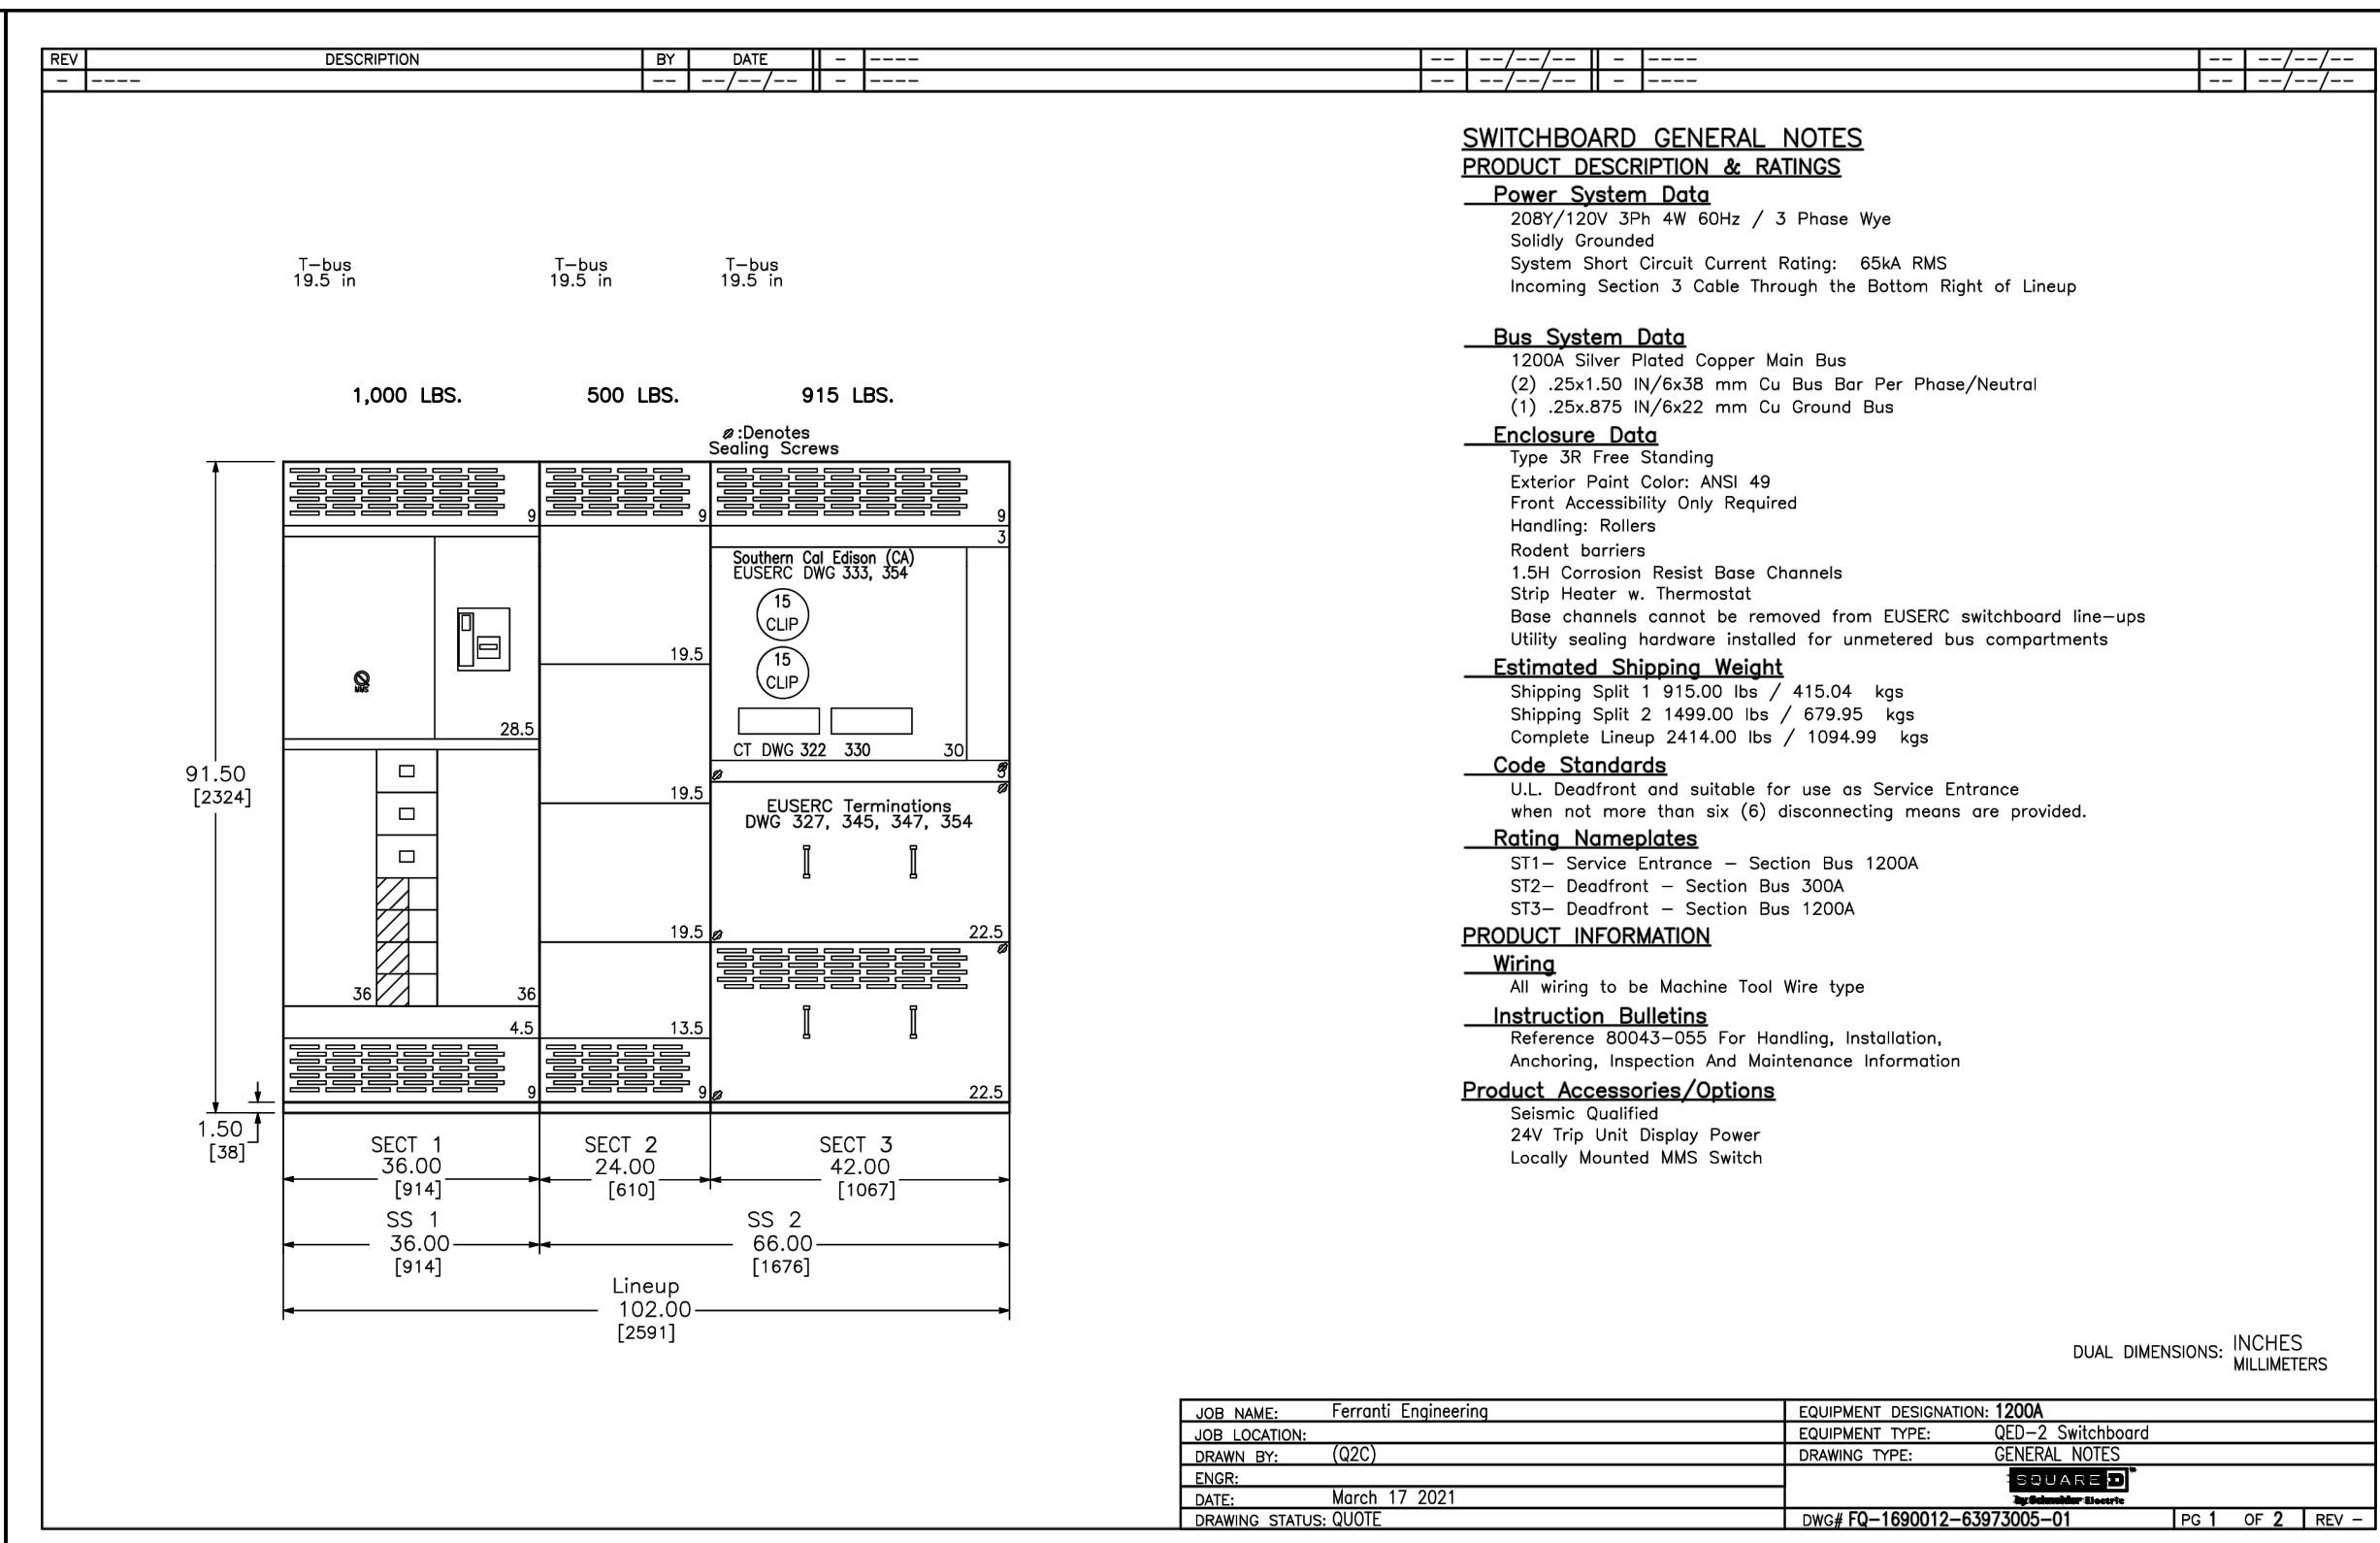 REV DESCRIPTION BY DATE - ---- -- --/--/-- - ---- -- --/--/--
- ---- -- --/--/-- - ---- -- --/--/-- - ---- -- --/--/--
T-bus
19.5 in
T-bus
19.5 in
T-bus
19.5 in
1,000 LBS. 500 LBS. 915 LBS.
:Denotes
Sealing Screws
9 9 9
3
Southern Cal Edison (CA)
EUSERC DWG 333, 354
15
CLIP
15
CLIP
19.5
MMS
28.5
CT DWG 322 330 30
3
91.50
[2324]
19.5
EUSERC Terminations
DWG 327, 345, 347, 354
19.5 22.5
36 36
4.5 13.5
9 9 22.5
1.50
[38]
SECT 1
36.00
[914]
SECT 2
24.00
[610]
SECT 3
42.00
[1067]
SS 1
36.00
[914]
SS 2
66.00
[1676]
Lineup
102.00
[2591]
SWITCHBOARD GENERAL NOTES
PRODUCT DESCRIPTION & RATINGS
Power System Data
208Y/120V 3Ph 4W 60Hz / 3 Phase Wye
Solidly Grounded
System Short Circuit Current Rating: 65kA RMS
Incoming Section 3 Cable Through the Bottom Right of Lineup
Bus System Data
1200A Silver Plated Copper Main Bus
(2) .25x1.50 IN/6x38 mm Cu Bus Bar Per Phase/Neutral
(1) .25x.875 IN/6x22 mm Cu Ground Bus
Enclosure Data
Type 3R Free Standing
Exterior Paint Color: ANSI 49
Front Accessibility Only Required
Handling: Rollers
Rodent barriers
1.5H Corrosion Resist Base Channels
Strip Heater w. Thermostat
Base channels cannot be removed from EUSERC switchboard line-ups
Utility sealing hardware installed for unmetered bus compartments
Estimated Shipping Weight
Shipping Split 1 915.00 lbs / 415.04 kgs
Shipping Split 2 1499.00 lbs / 679.95 kgs
Complete Lineup 2414.00 lbs / 1094.99 kgs
Code Standards
U.L. Deadfront and suitable for use as Service Entrance
when not more than six (6) disconnecting means are provided.
Rating Nameplates
ST1- Service Entrance - Section Bus 1200A
ST2- Deadfront - Section Bus 300A
ST3- Deadfront - Section Bus 1200A
PRODUCT INFORMATION
Wiring
All wiring to be Machine Tool Wire type
Instruction Bulletins
Reference 80043-055 For Handling, Installation,
Anchoring, Inspection And Maintenance Information
Product Accessories/Options
Seismic Qualified
24V Trip Unit Display Power
Locally Mounted MMS Switch
DUAL DIMENSIONS: INCHES
MILLIMETERS
JOB NAME: Ferranti Engineering
JOB LOCATION:
DRAWN BY: (Q2C)
ENGR:
DATE: March 17 2021
DRAWING STATUS: QUOTE
EQUIPMENT DESIGNATION: 1200A
EQUIPMENT TYPE: QED-2 Switchboard
DRAWING TYPE: GENERAL NOTES
SQUARE D
by Schneider Electric
DWG# FQ-1690012-63973005-01 PG 1 OF 2 REV -